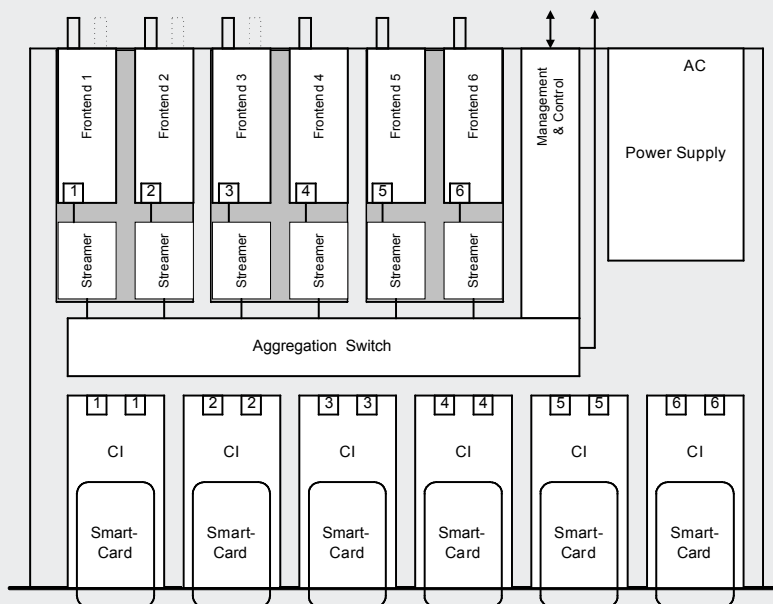 Frontend 1
Frontend 2
Frontend 3
Frontend 4
Frontend 5
Frontend 6
Management
& Control
AC
Power Supply
1
2
3
4
5
6
Streamer
Streamer
Streamer
Streamer
Streamer
Streamer
Aggregation Switch
1 1
2 2
3 3
4 4
5 5
6 6
CI
CI
CI
CI
CI
CI
Smart-
Card
Smart-
Card
Smart-
Card
Smart-
Card
Smart-
Card
Smart-
Card